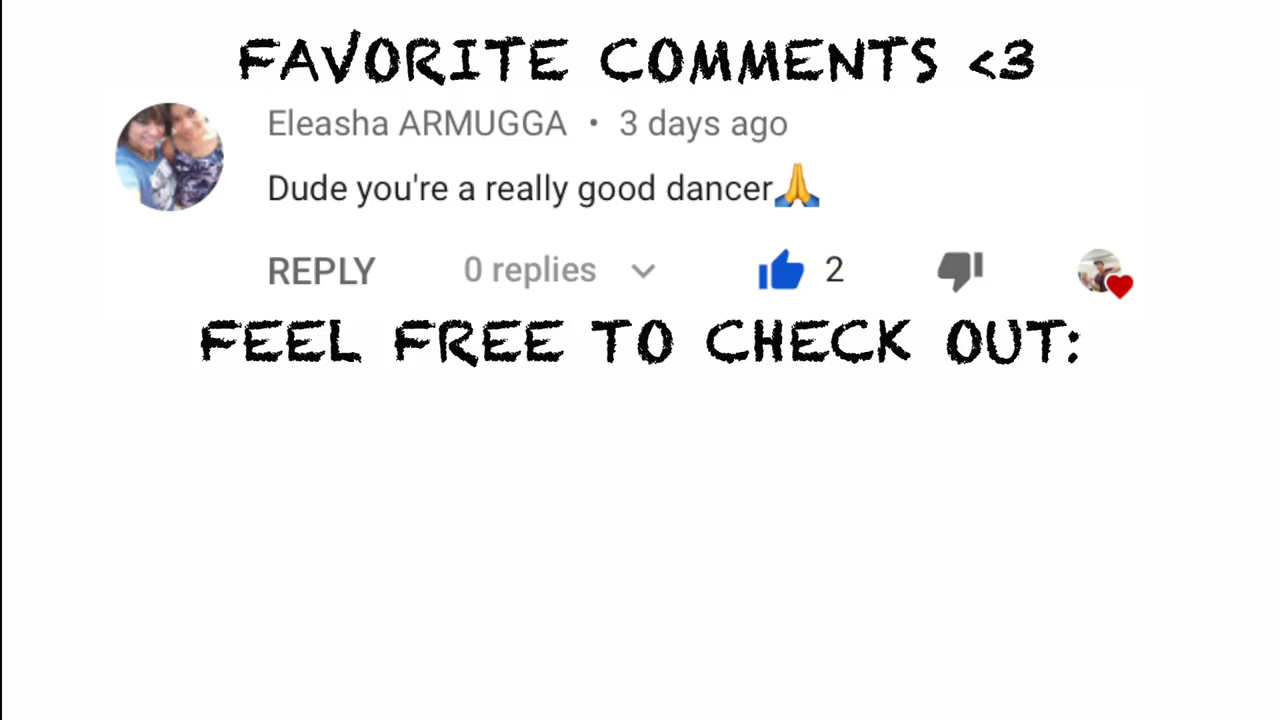 FAVORITE COMMENTS <3
Eleasha ARMUGGA • 3 days ago
Dude you're a really good dancer🙏
REPLY 0 replies 2
FEEL FREE TO CHECK OUT: